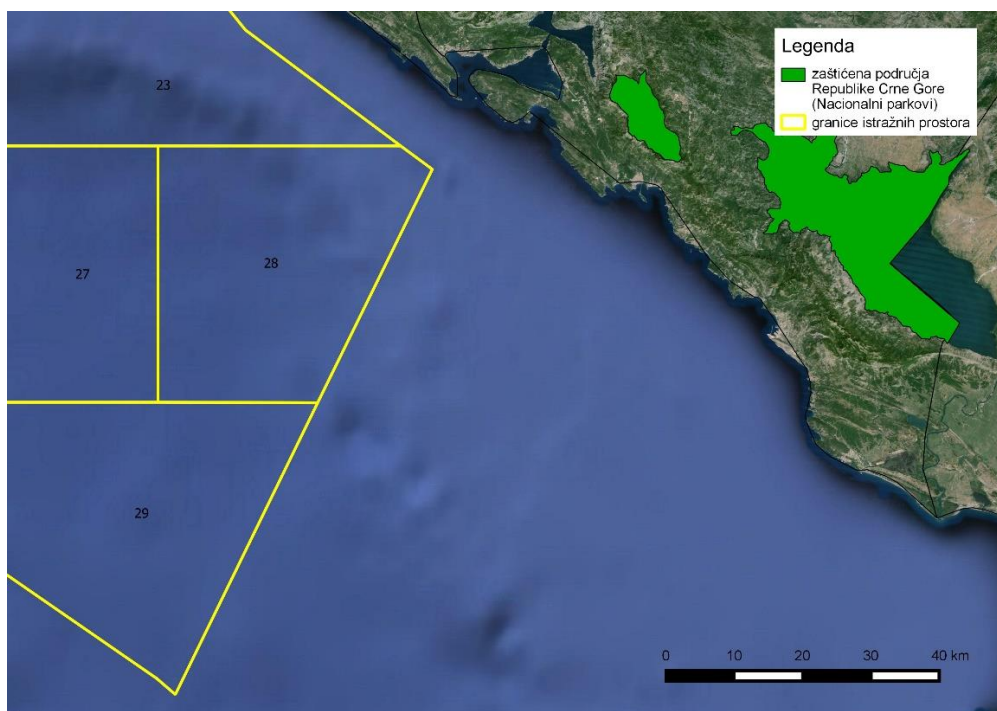 Legenda
zaštićena područja
Republike Crne Gore
(Nacionalni parkovi)
granice istražnih prostora
23
28
27
29
0 10 20 30 40 km